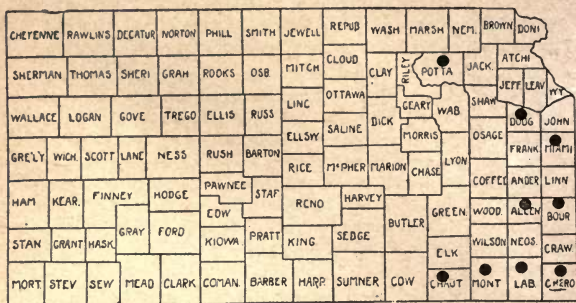 CHEYENNE RAWLINS DECATUR NORTON PHILL SMITH JEWELL REPUB WASH MARSH NEM. BROWN DONI
SHERMAN THOMAS SHERI GRAH ROOKS OSB. MITCH CLOUD CLAY RILEY POTTA JACK. ATCHI
JEFF LEAV WY.
OTTAWA
WALLACE LOGAN GOVE TREGO ELLIS RUSS LINC SALINE DICK GEARY WAB. SHAW DOUG JOHN
ELLSW MORRIS OSAGE FRANK. MIAMI
GRE'LY WICH. SCOTT LANE NESS RUSH BARTON RICE McPHER MARION CHASE LYON COFFEE ANDER LINN
HAM KEAR. FINNEY HODGE PAWNEE STAF RENO HARVEY BUTLER GREEN. WOOD. ALLEN BOUR
EDW
STAN GRANT HASK. GRAY FORD KIOWA. PRATT KING. SEDGE ELK WILSON NEOS. CRAW
MORT. STEV SEW MEAD CLARK COMAN. BARBER HARP. SUMNER COW CHAUT MONT LAB. CHERO